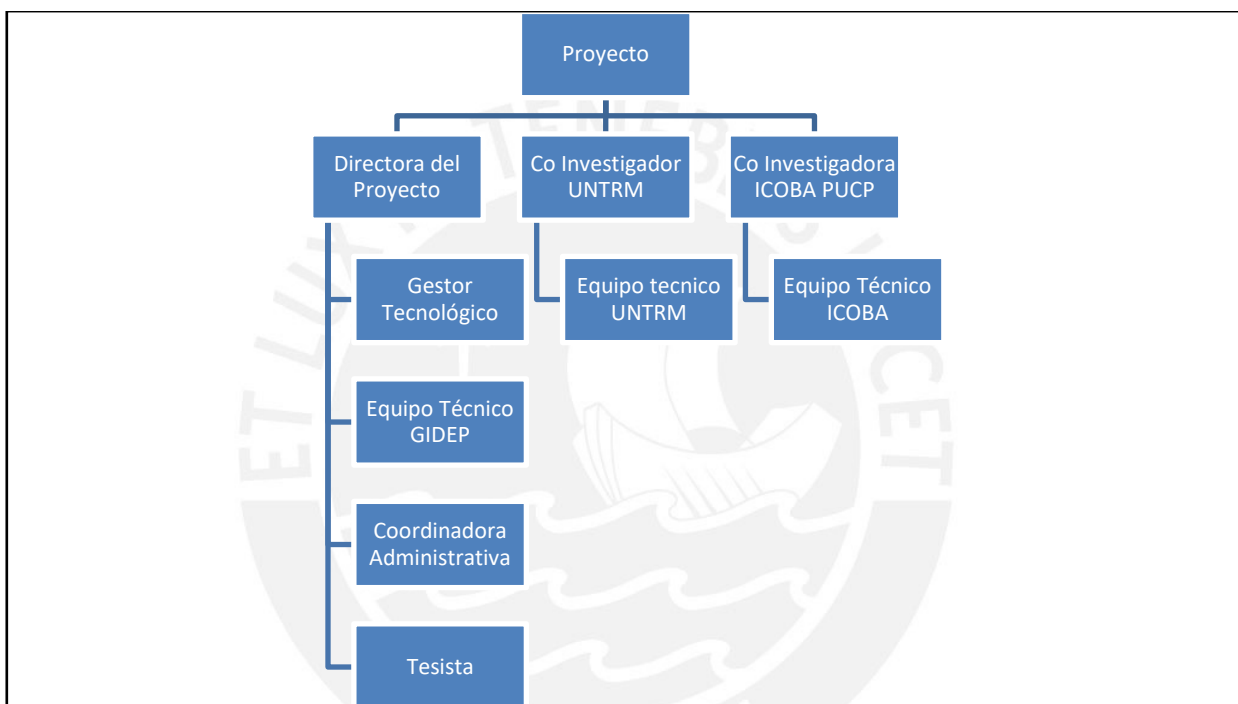 Proyecto
Directora del
Proyecto
Co Investigador
UNTRM
Co Investigadora
ICOBA PUCP
Gestor
Tecnológico
Equipo tecnico
UNTRM
Equipo Técnico
ICOBA
Equipo Técnico
GIDEP
Coordinadora
Administrativa
Tesista